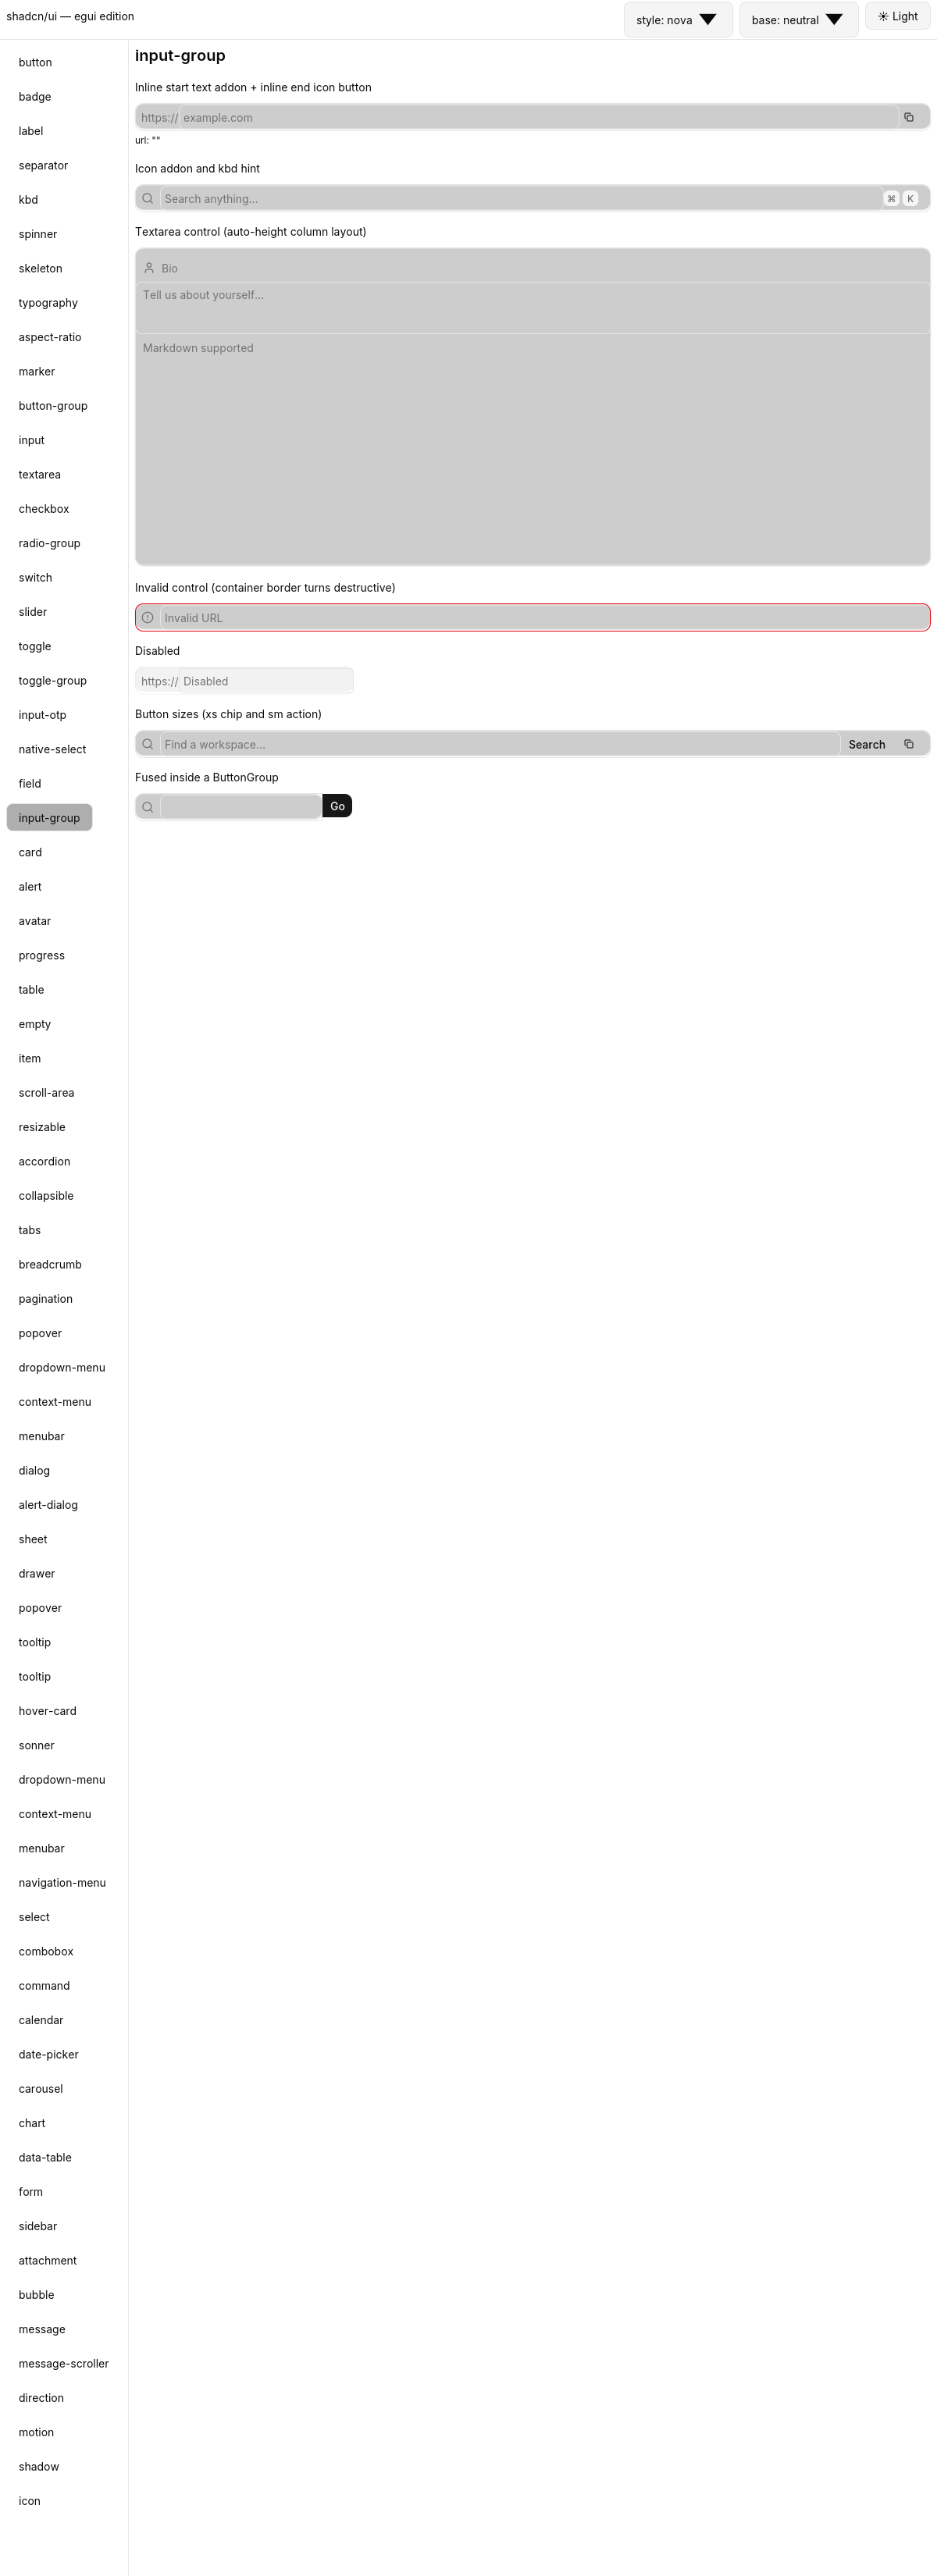 shadcn/ui — egui edition
style: nova
base: neutral
☀ Light
button
badge
label
separator
kbd
spinner
skeleton
typography
aspect-ratio
marker
button-group
input
textarea
checkbox
radio-group
switch
slider
toggle
toggle-group
input-otp
native-select
field
input-group
card
alert
avatar
progress
table
empty
item
scroll-area
resizable
accordion
collapsible
tabs
breadcrumb
pagination
popover
dropdown-menu
context-menu
menubar
dialog
alert-dialog
sheet
drawer
popover
tooltip
tooltip
hover-card
sonner
dropdown-menu
context-menu
menubar
navigation-menu
select
combobox
command
calendar
date-picker
carousel
chart
data-table
form
sidebar
attachment
bubble
message
message-scroller
direction
motion
shadow
icon
input-group
Inline start text addon + inline end icon button
https:// example.com
url: ""
Icon addon and kbd hint
Search anything... ⌘ K
Textarea control (auto-height column layout)
Bio
Tell us about yourself...
Markdown supported
Invalid control (container border turns destructive)
Invalid URL
Disabled
https:// Disabled
Button sizes (xs chip and sm action)
Find a workspace... Search
Fused inside a ButtonGroup
Go